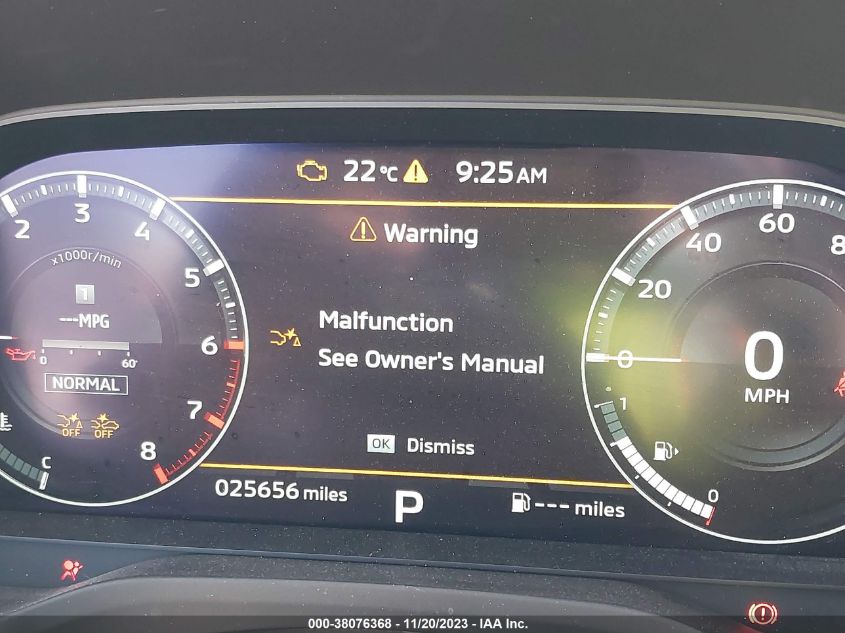 22°C 9:25AM
Warning
Malfunction
See Owner's Manual
OK Dismiss
025656 miles
P
--- miles
2 3 4 5 6 7 8
x1000r/min
1
---MPG
0 60
NORMAL
OFF OFF
C
20 40 60 8
0
0
MPH
1
0
000-38076368 - 11/20/2023 - IAA Inc.